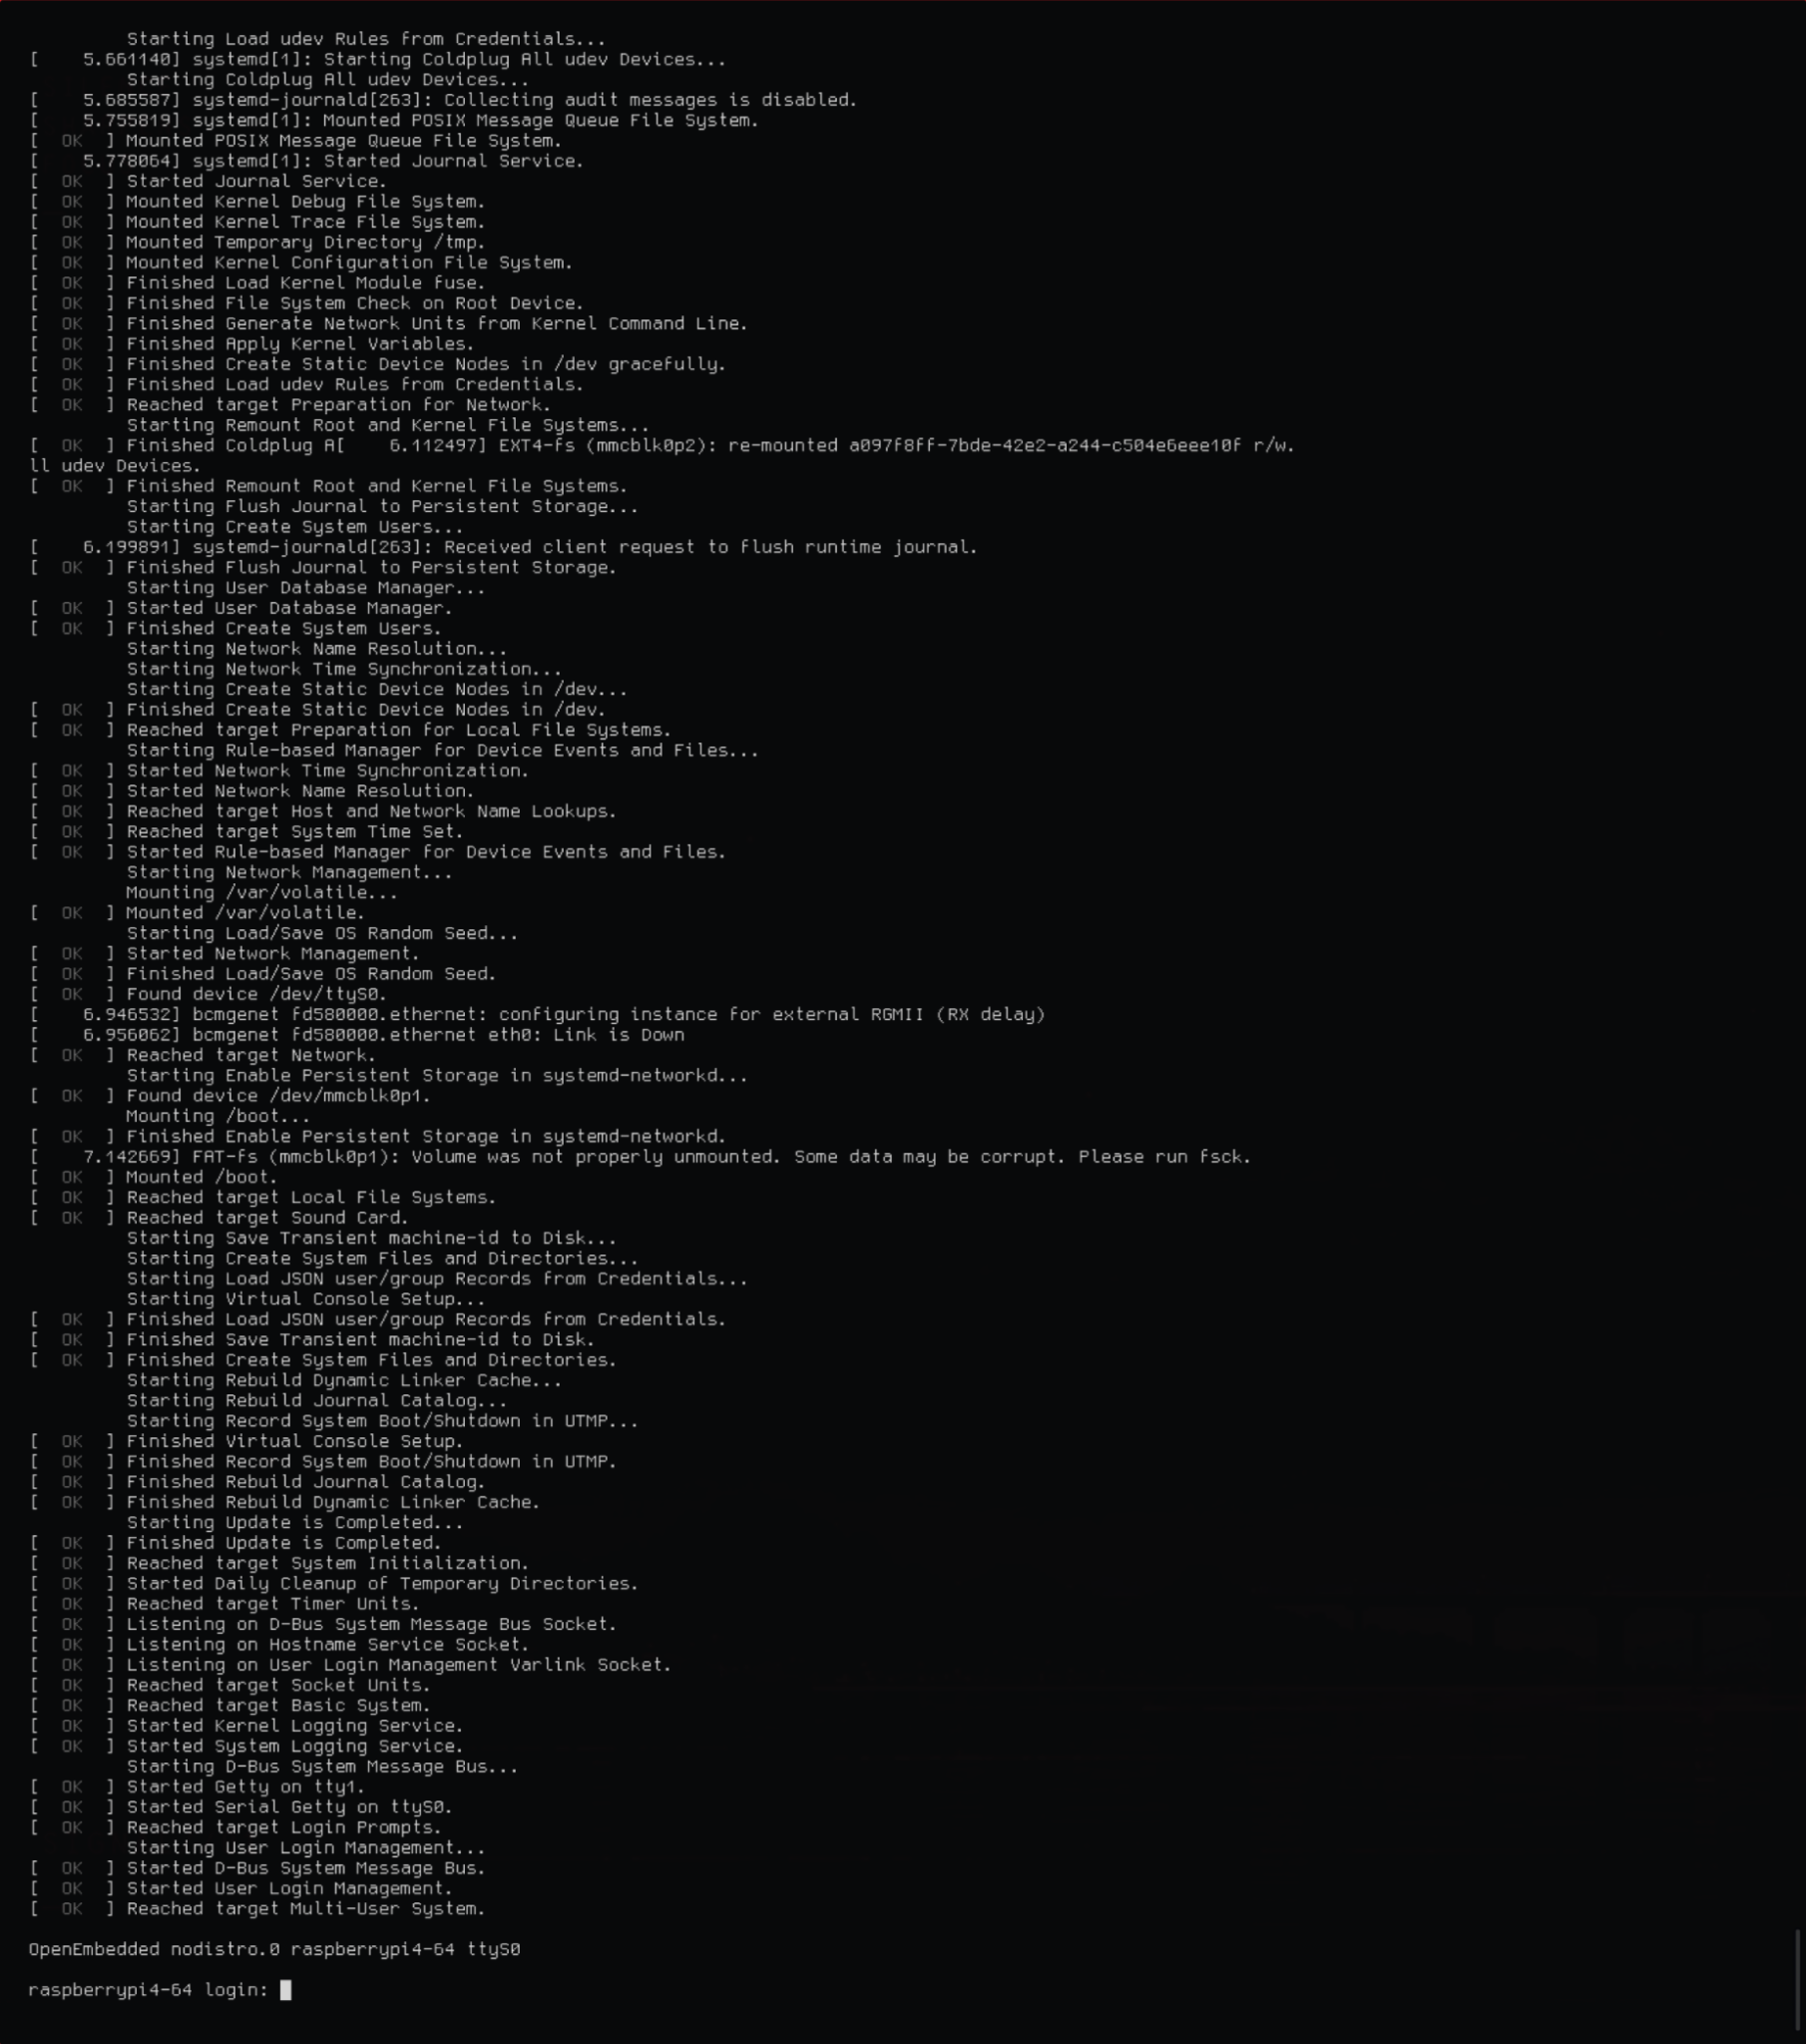 Starting Load udev Rules from Credentials...
[    5.661140] systemd[1]: Starting Coldplug All udev Devices...
Starting Coldplug All udev Devices...
[    5.685587] systemd-journald[263]: Collecting audit messages is disabled.
[    5.755819] systemd[1]: Mounted POSIX Message Queue File System.
[  OK  ] Mounted POSIX Message Queue File System.
[    5.778064] systemd[1]: Started Journal Service.
[  OK  ] Started Journal Service.
[  OK  ] Mounted Kernel Debug File System.
[  OK  ] Mounted Kernel Trace File System.
[  OK  ] Mounted Temporary Directory /tmp.
[  OK  ] Mounted Kernel Configuration File System.
[  OK  ] Finished Load Kernel Module fuse.
[  OK  ] Finished File System Check on Root Device.
[  OK  ] Finished Generate Network Units from Kernel Command Line.
[  OK  ] Finished Apply Kernel Variables.
[  OK  ] Finished Create Static Device Nodes in /dev gracefully.
[  OK  ] Finished Load udev Rules from Credentials.
[  OK  ] Reached target Preparation for Network.
Starting Remount Root and Kernel File Systems...
[  OK  ] Finished Coldplug A[    6.112497] EXT4-fs (mmcblk0p2): re-mounted a097f8ff-7bde-42e2-a244-c504e6eee10f r/w.
ll udev Devices.
[  OK  ] Finished Remount Root and Kernel File Systems.
Starting Flush Journal to Persistent Storage...
Starting Create System Users...
[    6.199891] systemd-journald[263]: Received client request to flush runtime journal.
[  OK  ] Finished Flush Journal to Persistent Storage.
Starting User Database Manager...
[  OK  ] Started User Database Manager.
[  OK  ] Finished Create System Users.
Starting Network Name Resolution...
Starting Network Time Synchronization...
Starting Create Static Device Nodes in /dev...
[  OK  ] Finished Create Static Device Nodes in /dev.
[  OK  ] Reached target Preparation for Local File Systems.
Starting Rule-based Manager for Device Events and Files...
[  OK  ] Started Network Time Synchronization.
[  OK  ] Started Network Name Resolution.
[  OK  ] Reached target Host and Network Name Lookups.
[  OK  ] Reached target System Time Set.
[  OK  ] Started Rule-based Manager for Device Events and Files.
Starting Network Management...
Mounting /var/volatile...
[  OK  ] Mounted /var/volatile.
Starting Load/Save OS Random Seed...
[  OK  ] Started Network Management.
[  OK  ] Finished Load/Save OS Random Seed.
[  OK  ] Found device /dev/ttyS0.
[    6.946532] bcmgenet fd580000.ethernet: configuring instance for external RGMII (RX delay)
[    6.956062] bcmgenet fd580000.ethernet eth0: Link is Down
[  OK  ] Reached target Network.
Starting Enable Persistent Storage in systemd-networkd...
[  OK  ] Found device /dev/mmcblk0p1.
Mounting /boot...
[  OK  ] Finished Enable Persistent Storage in systemd-networkd.
[    7.142669] FAT-fs (mmcblk0p1): Volume was not properly unmounted. Some data may be corrupt. Please run fsck.
[  OK  ] Mounted /boot.
[  OK  ] Reached target Local File Systems.
[  OK  ] Reached target Sound Card.
Starting Save Transient machine-id to Disk...
Starting Create System Files and Directories...
Starting Load JSON user/group Records from Credentials...
Starting Virtual Console Setup...
[  OK  ] Finished Load JSON user/group Records from Credentials.
[  OK  ] Finished Save Transient machine-id to Disk.
[  OK  ] Finished Create System Files and Directories.
Starting Rebuild Dynamic Linker Cache...
Starting Rebuild Journal Catalog...
Starting Record System Boot/Shutdown in UTMP...
[  OK  ] Finished Virtual Console Setup.
[  OK  ] Finished Record System Boot/Shutdown in UTMP.
[  OK  ] Finished Rebuild Journal Catalog.
[  OK  ] Finished Rebuild Dynamic Linker Cache.
Starting Update is Completed...
[  OK  ] Finished Update is Completed.
[  OK  ] Reached target System Initialization.
[  OK  ] Started Daily Cleanup of Temporary Directories.
[  OK  ] Reached target Timer Units.
[  OK  ] Listening on D-Bus System Message Bus Socket.
[  OK  ] Listening on Hostname Service Socket.
[  OK  ] Listening on User Login Management Varlink Socket.
[  OK  ] Reached target Socket Units.
[  OK  ] Reached target Basic System.
[  OK  ] Started Kernel Logging Service.
[  OK  ] Started System Logging Service.
Starting D-Bus System Message Bus...
[  OK  ] Started Getty on tty1.
[  OK  ] Started Serial Getty on ttyS0.
[  OK  ] Reached target Login Prompts.
Starting User Login Management...
[  OK  ] Started D-Bus System Message Bus.
[  OK  ] Started User Login Management.
[  OK  ] Reached target Multi-User System.
OpenEmbedded nodistro.0 raspberrypi4-64 ttyS0
raspberrypi4-64 login: